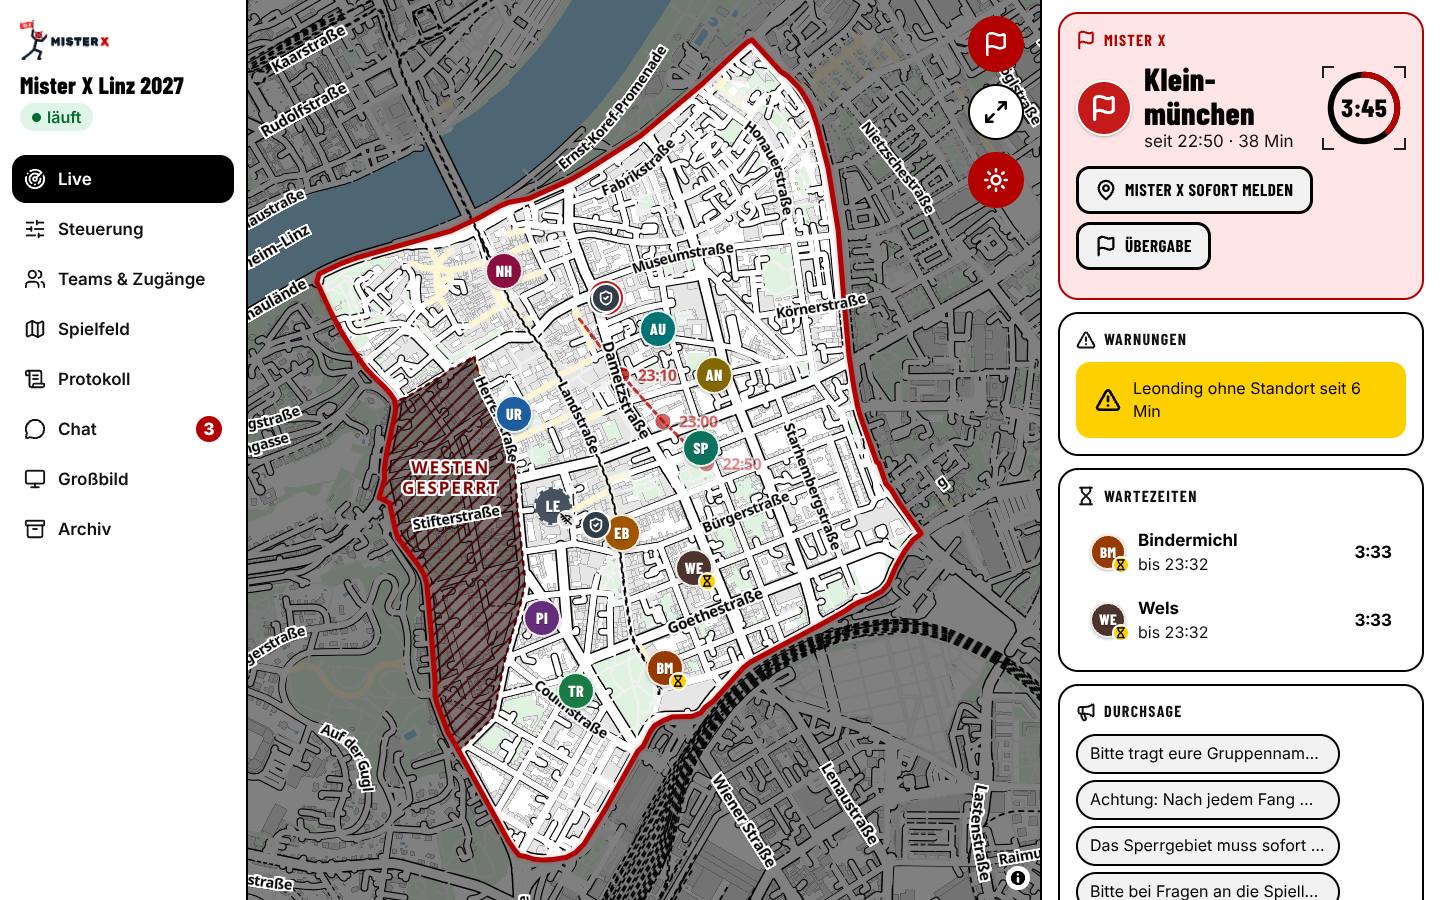 MISTER X
Mister X Linz 2027
läuft
Live
Steuerung
Teams & Zugänge
Spielfeld
Protokoll
Chat
3
Großbild
Archiv
Kaarstraße
Rudolfstraße
Ernst-Koref-Promenade
Nietzschestraße
Honauerstraße
Fabrikstraße
Museumstraße
Körnerstraße
NH
AU
AN
23:10
Dametzstraße
Landstraße
UR
23:00
SP
22:50
Starhembergstraße
WESTEN
GESPERRT
Stifterstraße
LE
EB
Bürgerstraße
WE
PI
Goethestraße
BM
TR
Auf der Gugl
Wiener Straße
Lenaustraße
Lastenstraße
MISTER X
Klein-
münchen
seit 22:50 · 38 Min
3:45
MISTER X SOFORT MELDEN
ÜBERGABE
WARNUNGEN
Leonding ohne Standort seit 6
Min
WARTEZEITEN
BM
Bindermichl
bis 23:32
3:33
WE
Wels
bis 23:32
3:33
DURCHSAGE
Bitte tragt eure Gruppennam...
Achtung: Nach jedem Fang ...
Das Sperrgebiet muss sofort ...
Bitte bei Fragen an die Spiell...